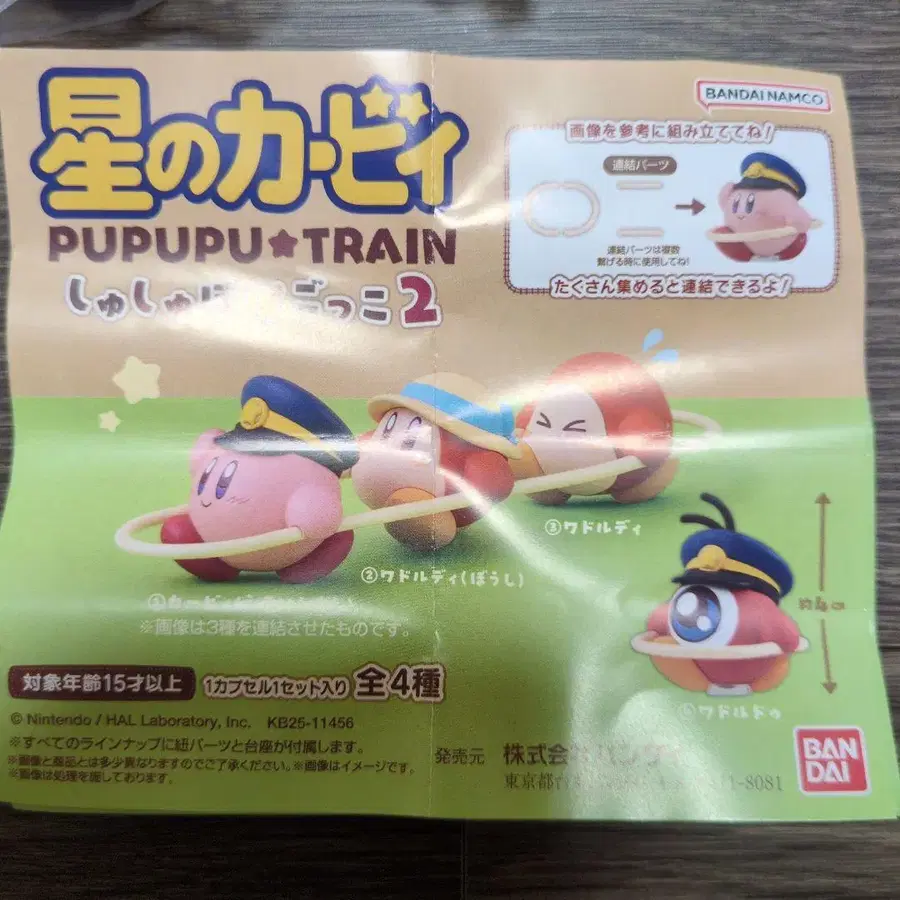 星のカービィ
PUPUPU★TRAIN
しゅしゅ ごっこ2
BANDAI NAMCO
画像を参考に組み立ててね!
連結パーツ
連結パーツは複数
繋げる時に使用してね!
たくさん集めると連結できるよ!
③ワドルディ
②ワドルディ(ぼうし)
※画像は3種を連結させたものです。
ワドルドゥ
対象年齢15才以上
1カプセル1セット入り 全4種
© Nintendo / HAL Laboratory, Inc. KB25-11456
※すべてのラインナップに紐パーツと台座が付属します。
※画像と商品とは多少異なりますのでご了承ください。※画像はイメージです。
※画像は処理を施しております。
発売元 株式会社バンダイ
東京都 1-8081
BAN
DAI